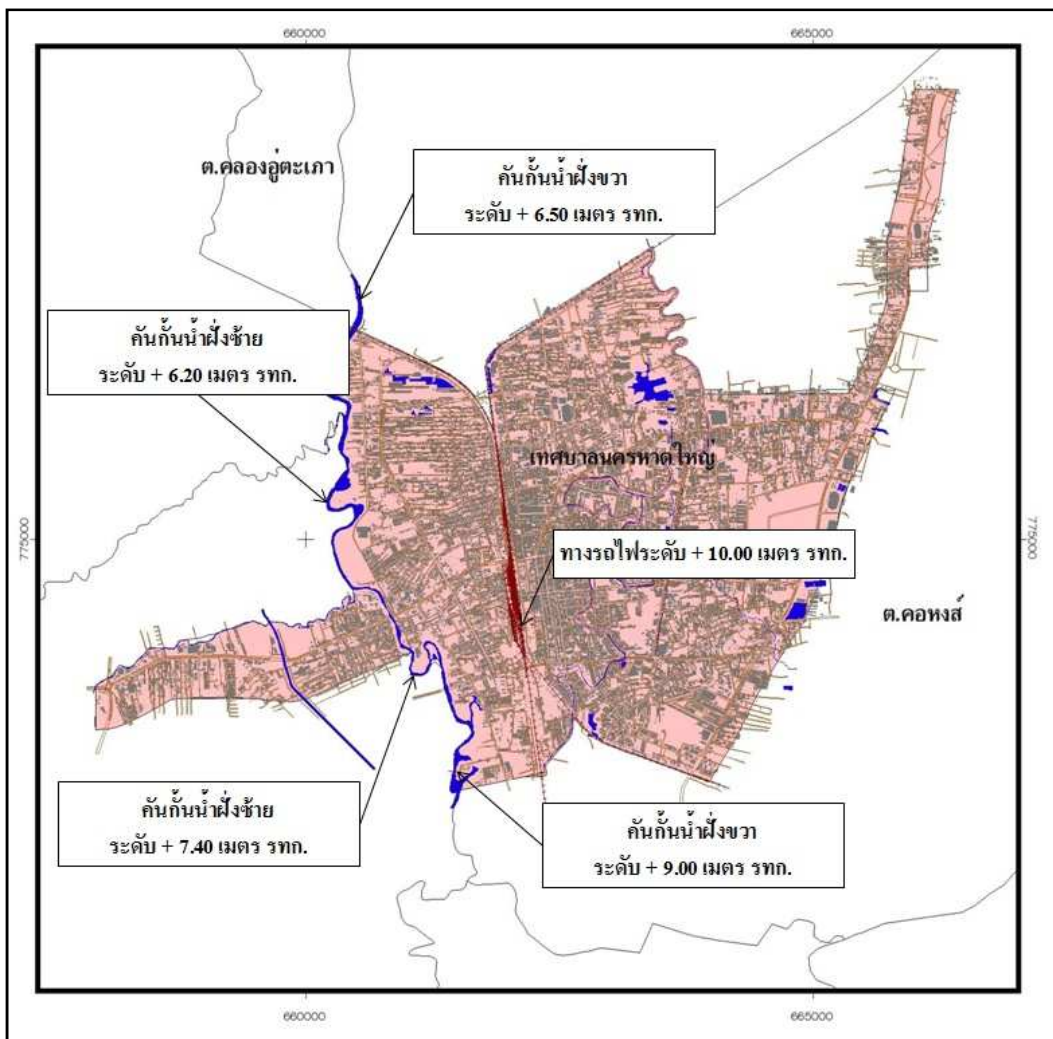 660000
665000
ต.คลองอู่ตะเภา
คันกั้นน้ำฝั่งขวา
ระดับ + 6.50 เมตร รทก.
คันกั้นน้ำฝั่งซ้าย
ระดับ + 6.20 เมตร รทก.
เทศบาลนครหาดใหญ่
775000
775000
ทางรถไฟระดับ + 10.00 เมตร รทก.
ต.คอหงส์
คันกั้นน้ำฝั่งซ้าย
ระดับ + 7.40 เมตร รทก.
คันกั้นน้ำฝั่งขวา
ระดับ + 9.00 เมตร รทก.
660000
665000